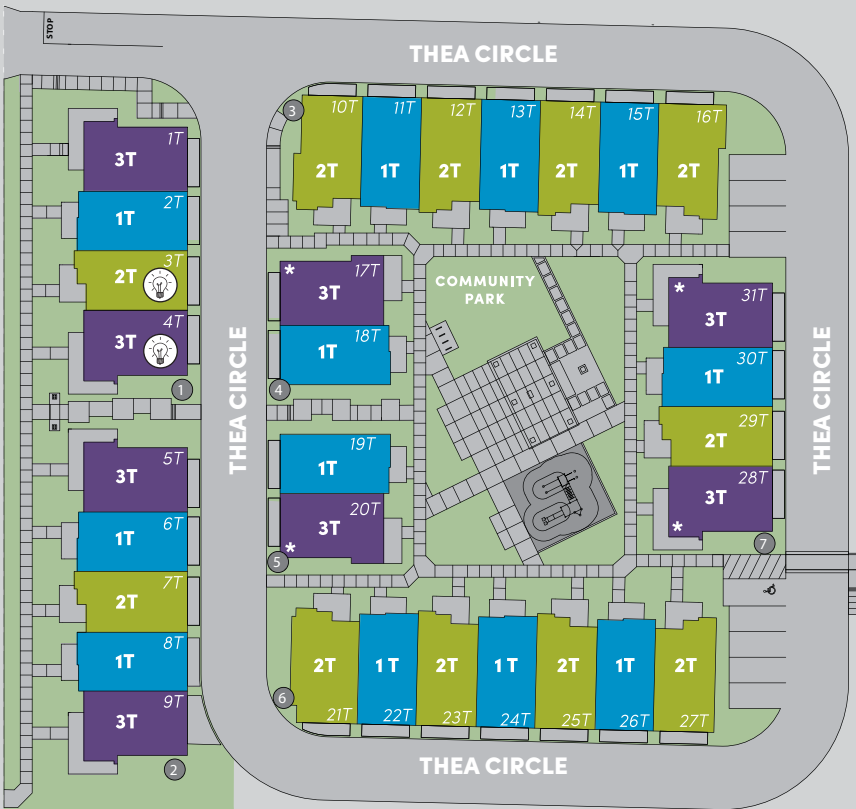 STOP
THEA CIRCLE
3
10T
2T
11T
1T
12T
2T
13T
1T
14T
2T
15T
1T
16T
2T
1T
3T
2T
1T
3T
2T
4T
3T
1
5T
3T
6T
1T
7T
2T
8T
1T
9T
3T
2
THEA CIRCLE
*
17T
3T
18T
1T
4
19T
1T
20T
3T
*
5
COMMUNITY
PARK
*
31T
3T
30T
1T
29T
2T
28T
3T
*
7
THEA CIRCLE
6
2T
21T
1T
22T
2T
23T
1T
24T
2T
25T
1T
26T
2T
27T
THEA CIRCLE